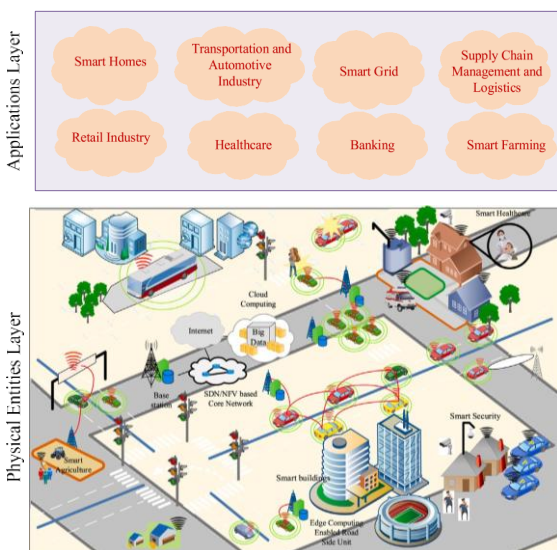 Applications Layer
Smart Homes
Transportation and
Automotive
Industry
Smart Grid
Supply Chain
Management and
Logistics
Retail Industry
Healthcare
Banking
Smart Farming
Physical Entities Layer
Smart Healthcare
Cloud
Computing
Internet
Big
Data
Base
station
SDN/NFV based
Core Network
Smart Security
Smart
Agriculture
Smart buildings
Edge Computing
Enabled Road
Side Unit